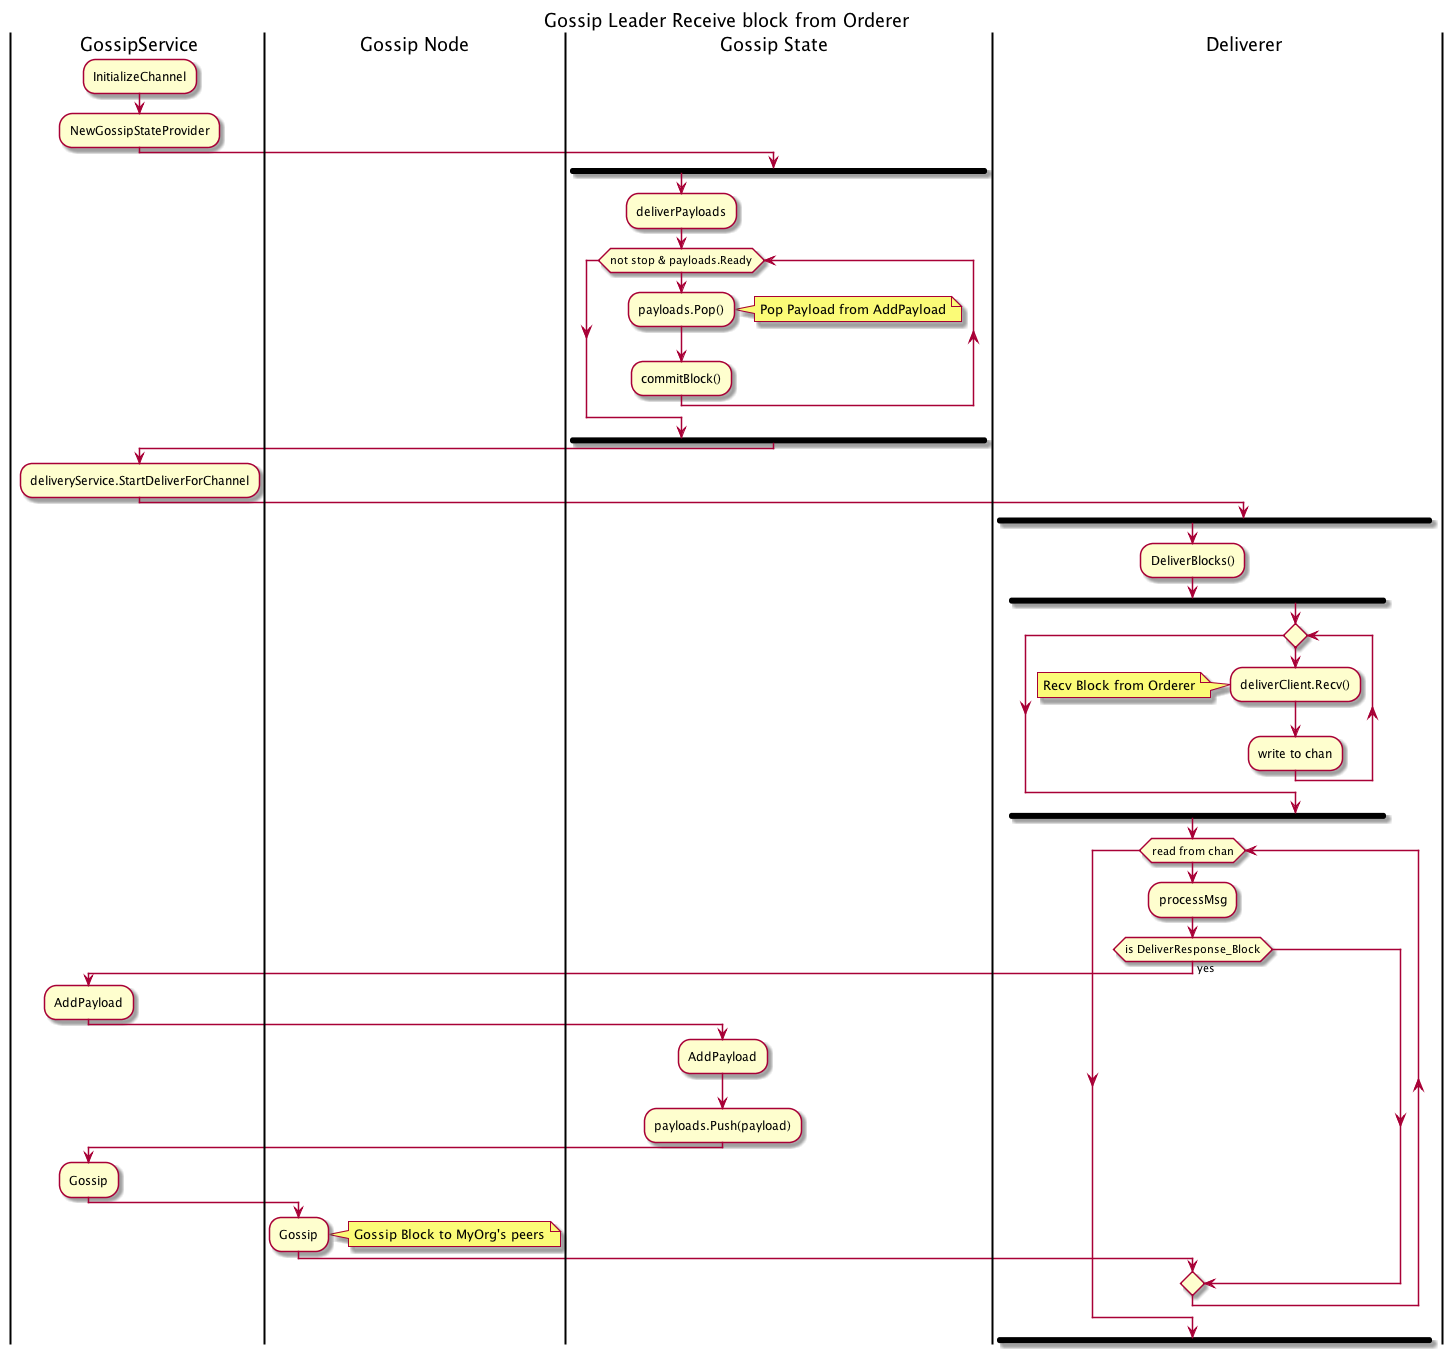 Gossip Leader Receive block from Orderer
GossipService
Gossip Node
Gossip State
Deliverer
InitializeChannel
NewGossipStateProvider
deliverPayloads
not stop & payloads.Ready
payloads.Pop()
Pop Payload from AddPayload
commitBlock()
deliveryService.StartDeliverForChannel
DeliverBlocks()
Recv Block from Orderer
deliverClient.Recv()
write to chan
read from chan
processMsg
is DeliverResponse_Block
yes
AddPayload
AddPayload
payloads.Push(payload)
Gossip
Gossip
Gossip Block to MyOrg's peers